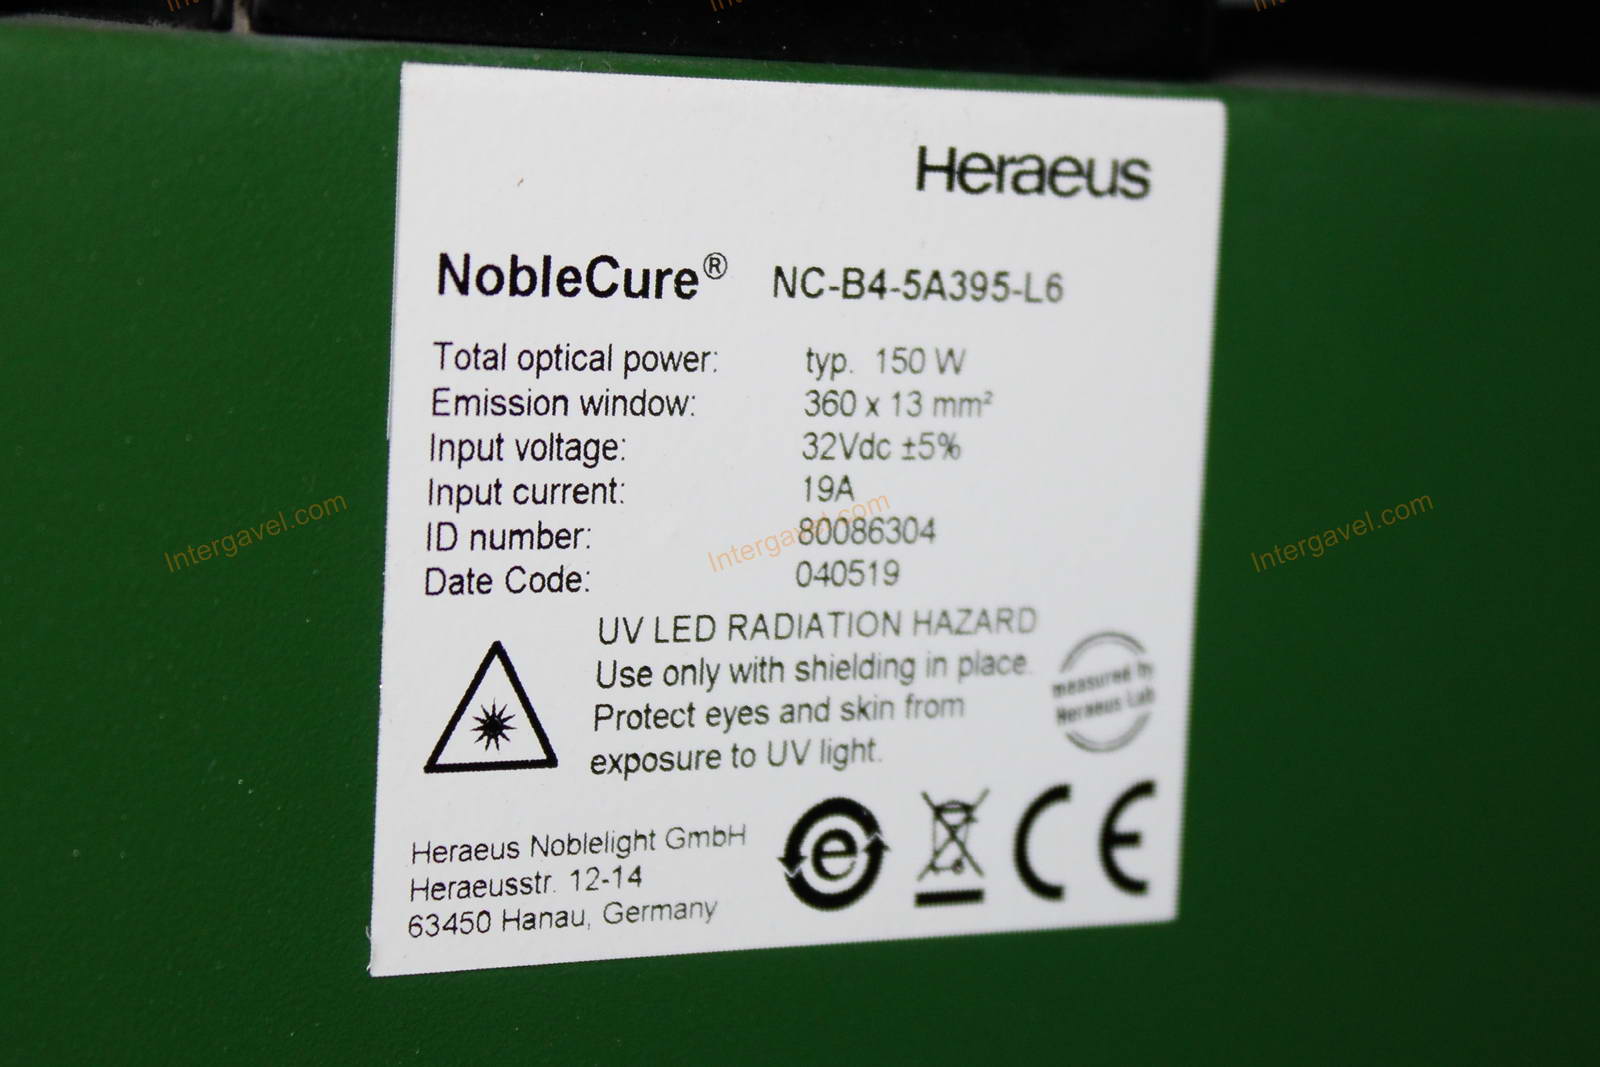 Heraeus
NobleCure® NC-B4-5A395-L6
Total optical power: typ. 150 W
Emission window: 360 x 13 mm²
Input voltage: 32Vdc ±5%
Input current: 19A
ID number: 80086304
Date Code: 040519
UV LED RADIATION HAZARD
Use only with shielding in place.
Protect eyes and skin from
exposure to UV light.
measured by
Heraeus Lab
Heraeus Noblelight GmbH
Heraeusstr. 12-14
63450 Hanau, Germany
e
CE
Intergavel.com
Intergavel.com
Intergavel.com